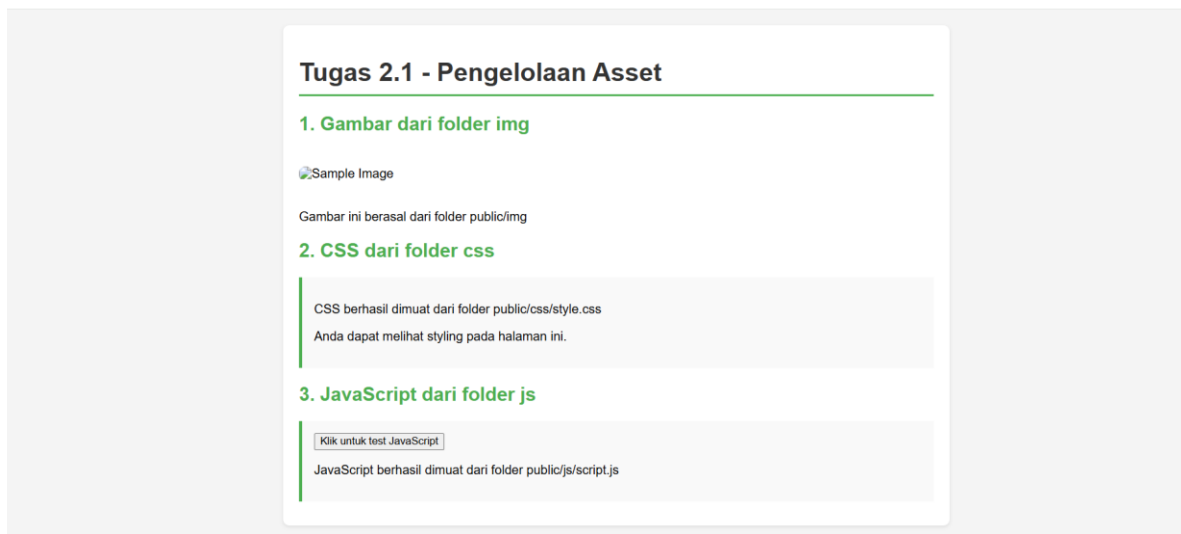 Tugas 2.1 - Pengelolaan Asset
1. Gambar dari folder img
Sample Image
Gambar ini berasal dari folder public/img
2. CSS dari folder css
CSS berhasil dimuat dari folder public/css/style.css
Anda dapat melihat styling pada halaman ini.
3. JavaScript dari folder js
Klik untuk test JavaScript
JavaScript berhasil dimuat dari folder public/js/script.js